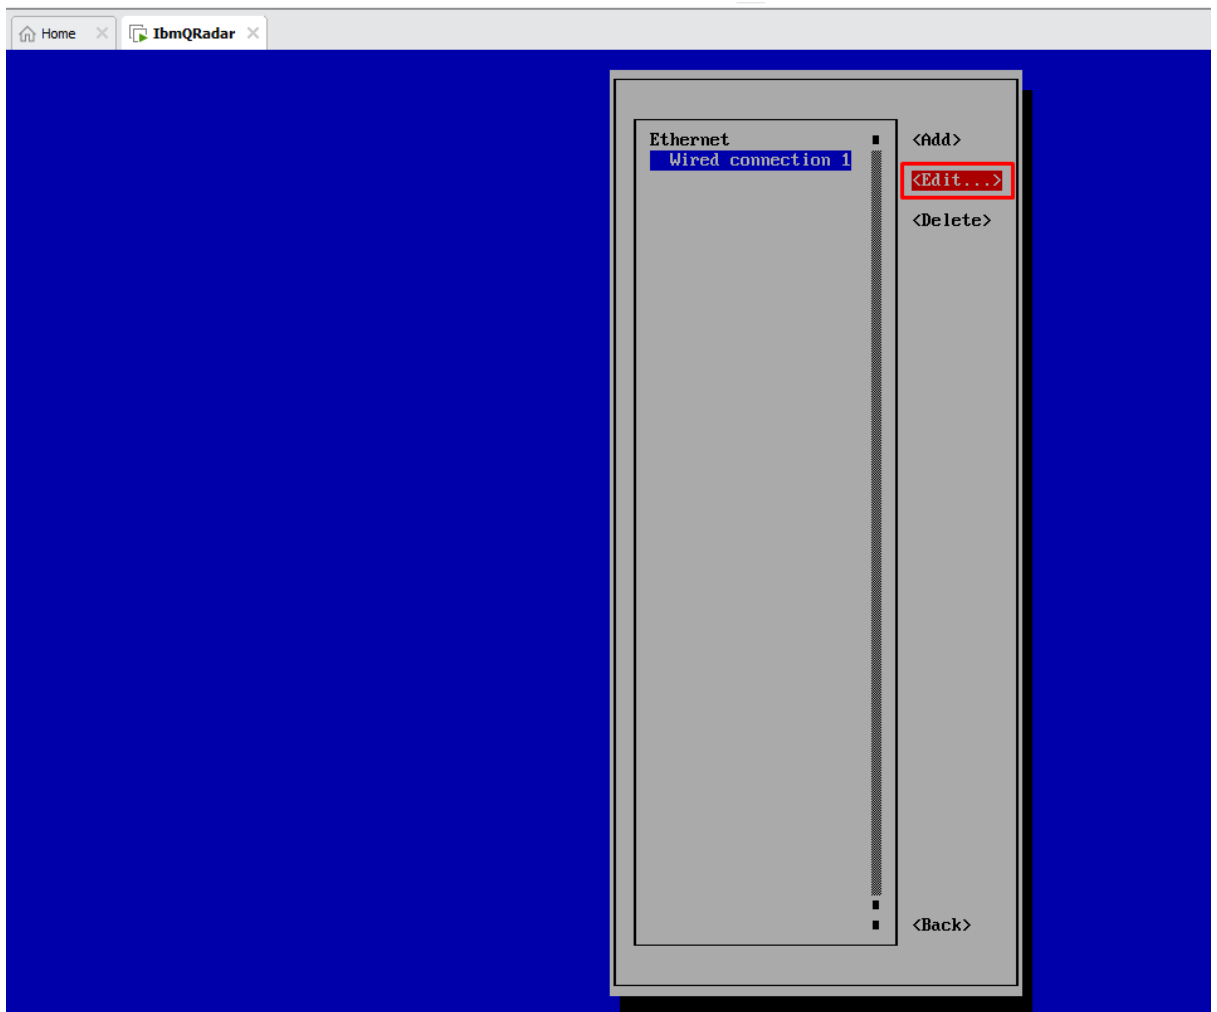 Home
IbmQRadar
Ethernet
Wired connection 1
<Add>
<Edit...>
<Delete>
<Back>